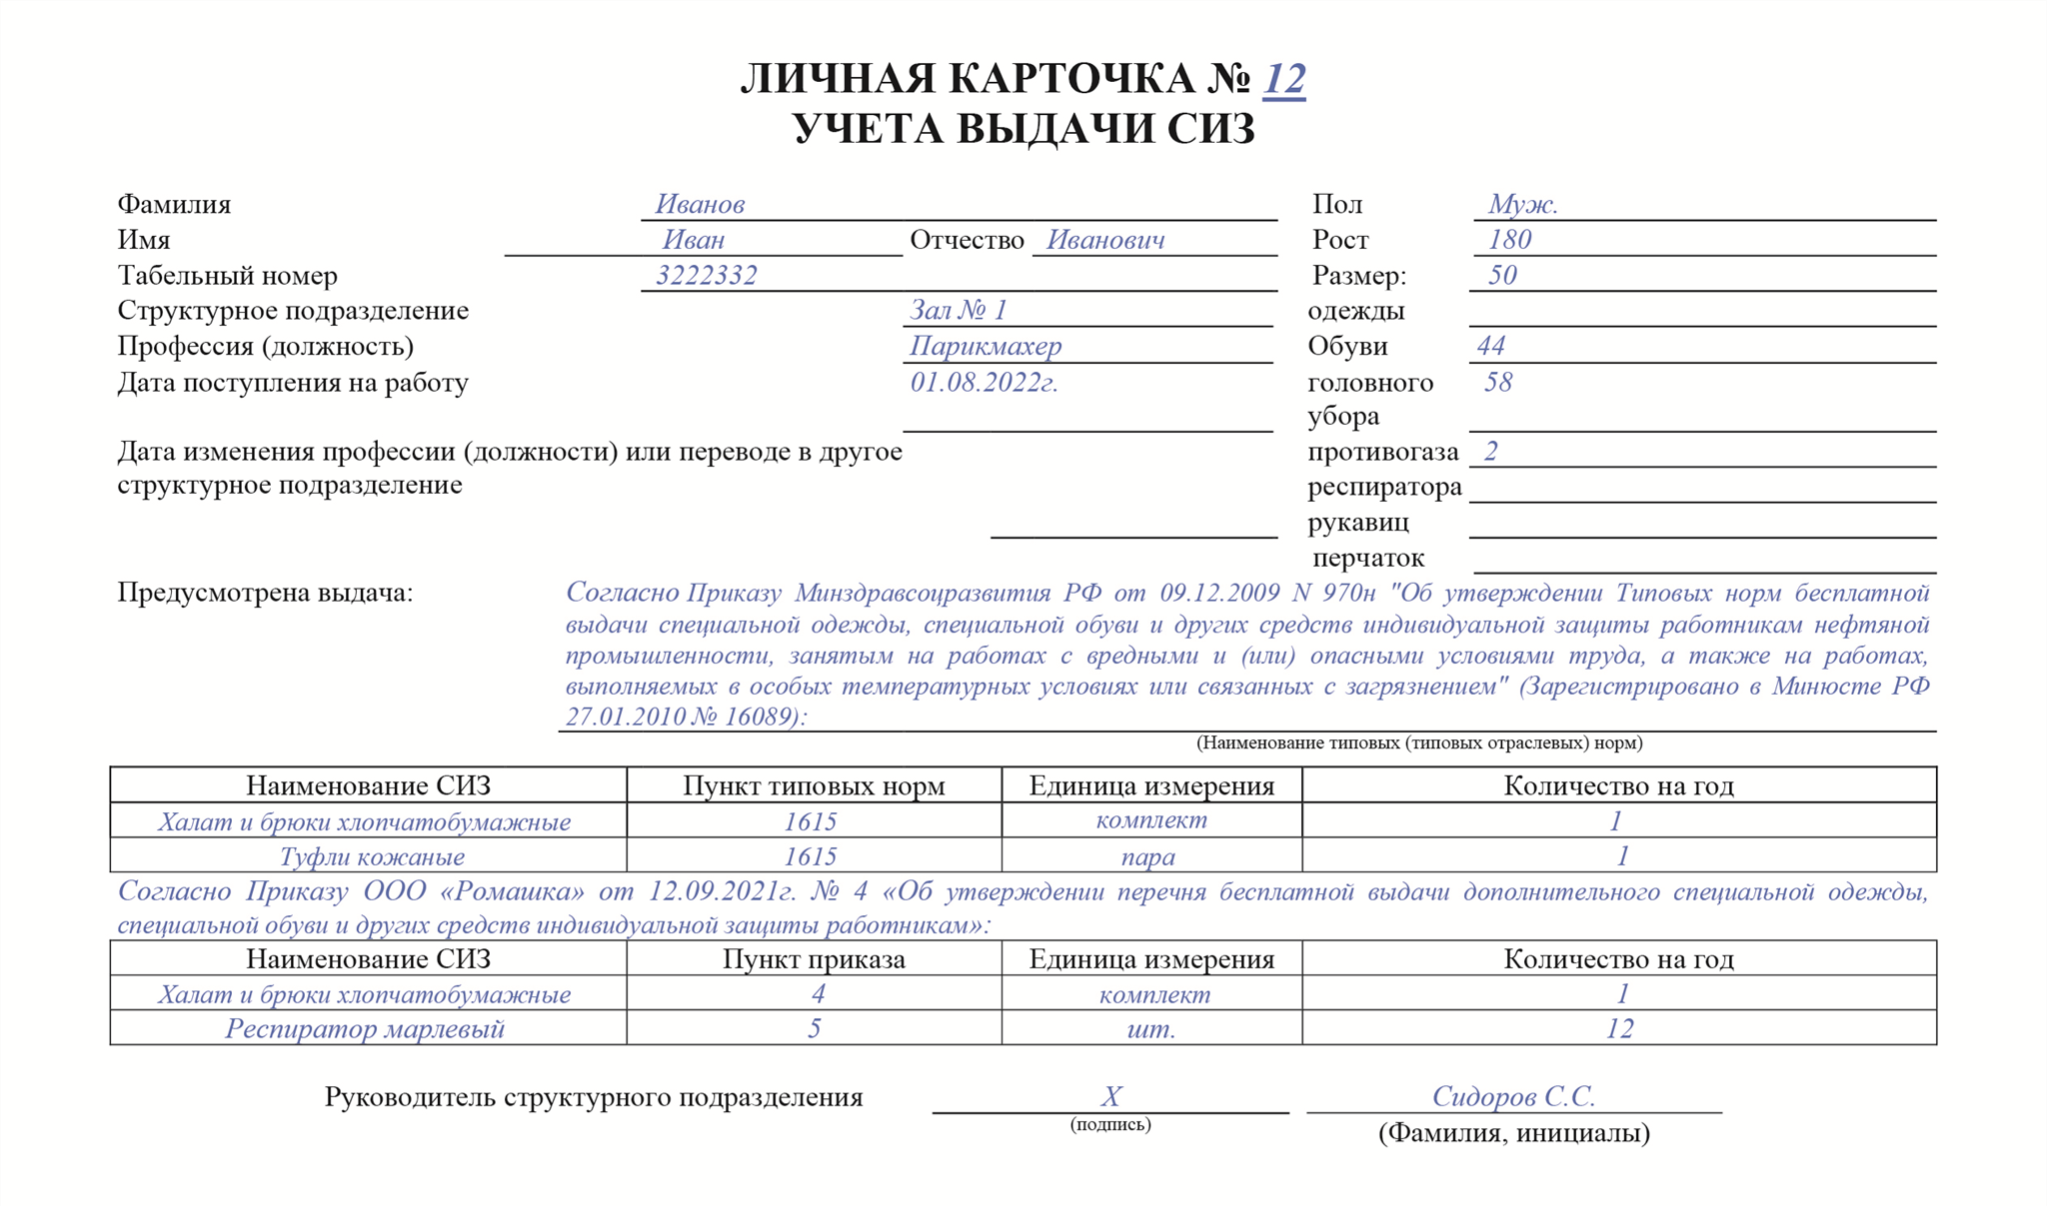 ЛИЧНАЯ КАРТОЧКА № 12
УЧЕТА ВЫДАЧИ СИЗ
Фамилия Иванов Пол Муж.
Имя Иван Отчество Иванович Рост 180
Табельный номер 3222332 Размер: 50
Структурное подразделение Зал № 1 одежды
Профессия (должность) Парикмахер Обуви 44
Дата поступления на работу 01.08.2022г. головного 58
убора
Дата изменения профессии (должности) или переводе в другое противогаза 2
структурное подразделение респиратора
рукавиц
перчаток
Предусмотрена выдача: Согласно Приказу Минздравсоцразвития РФ от 09.12.2009 N 970н "Об утверждении Типовых норм бесплатной
выдачи специальной одежды, специальной обуви и других средств индивидуальной защиты работникам нефтяной
промышленности, занятым на работах с вредными и (или) опасными условиями труда, а также на работах,
выполняемых в особых температурных условиях или связанных с загрязнением" (Зарегистрировано в Минюсте РФ
27.01.2010 № 16089):
(Наименование типовых (типовых отраслевых) норм)
Наименование СИЗ Пункт типовых норм Единица измерения Количество на год
Халат и брюки хлопчатобумажные 1615 комплект 1
Туфли кожаные 1615 пара 1
Согласно Приказу ООО «Ромашка» от 12.09.2021г. № 4 «Об утверждении перечня бесплатной выдачи дополнительного специальной одежды,
специальной обуви и других средств индивидуальной защиты работникам»:
Наименование СИЗ Пункт приказа Единица измерения Количество на год
Халат и брюки хлопчатобумажные 4 комплект 1
Респиратор марлевый 5 шт. 12
Руководитель структурного подразделения Х Сидоров С.С.
(подпись) (Фамилия, инициалы)